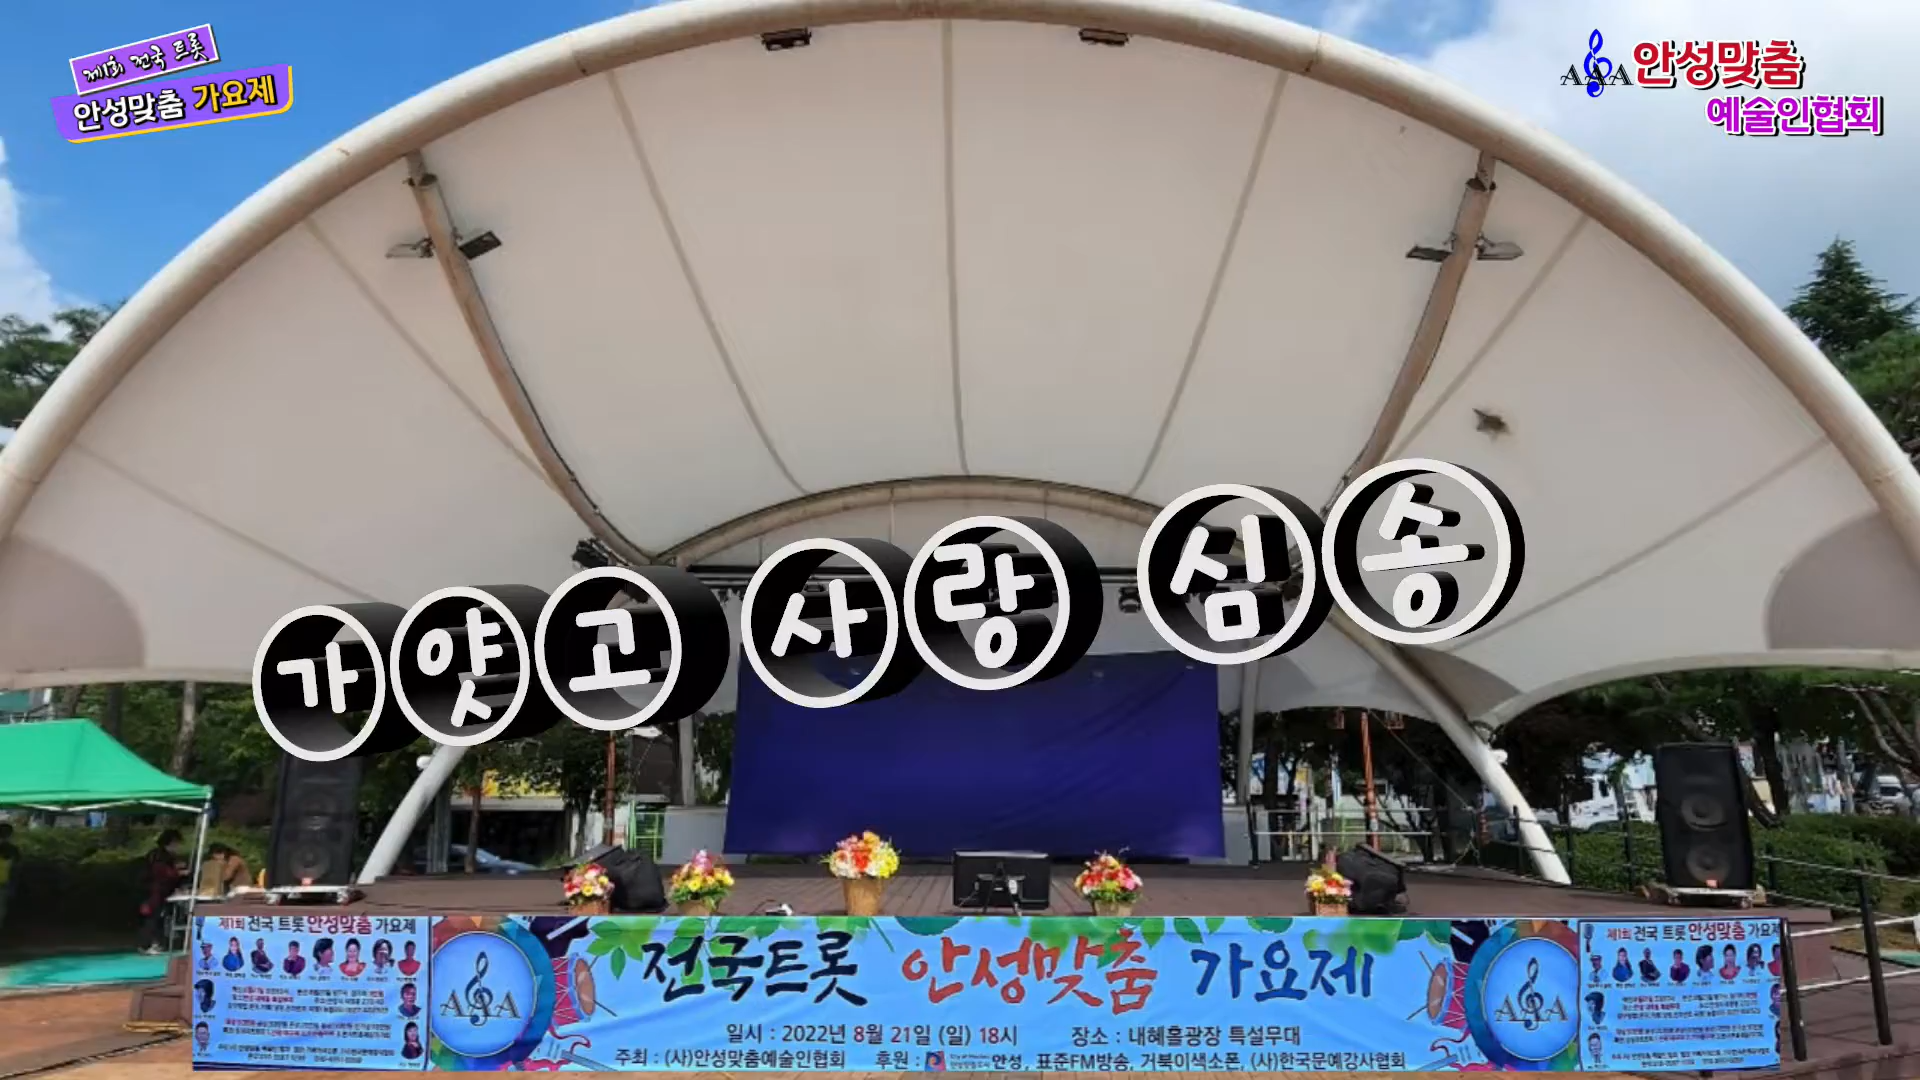 제1회 전국 트롯
안성맞춤 가요제
AAA 안성맞춤
예술인협회
가얏고 사랑 심송
제1회 전국 트롯 안성맞춤 가요제
AAA
전국트롯 안성맞춤 가요제
일시 : 2022년 8월 21일 (일) 18시 장소 : 내혜홀광장 특설무대
주최 : (사)안성맞춤예술인협회 후원 : 안성, 표준FM방송, 거북이색소폰, (사)한국문예강사협회
AAA
제1회 전국 트롯 안성맞춤 가요제